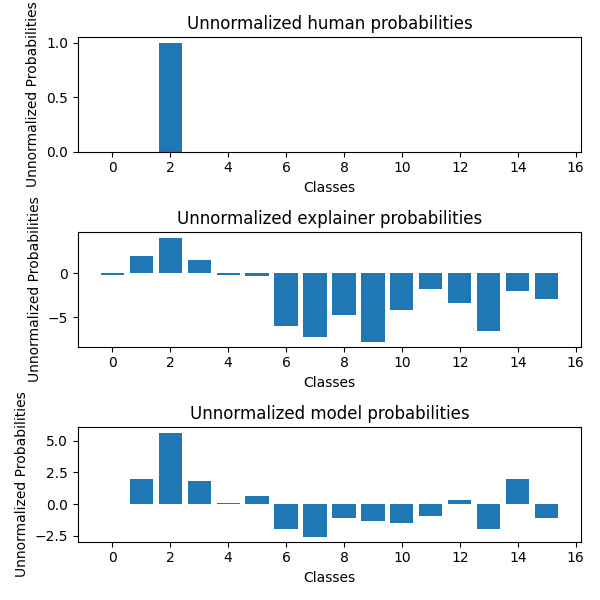 Unnormalized human probabilities
Unnormalized Probabilities
1.0
0.5
0.0
0 2 4 6 8 10 12 14 16
Classes
Unnormalized explainer probabilities
Unnormalized Probabilities
0
−5
0 2 4 6 8 10 12 14 16
Classes
Unnormalized model probabilities
Unnormalized Probabilities
5.0
2.5
0.0
−2.5
0 2 4 6 8 10 12 14 16
Classes